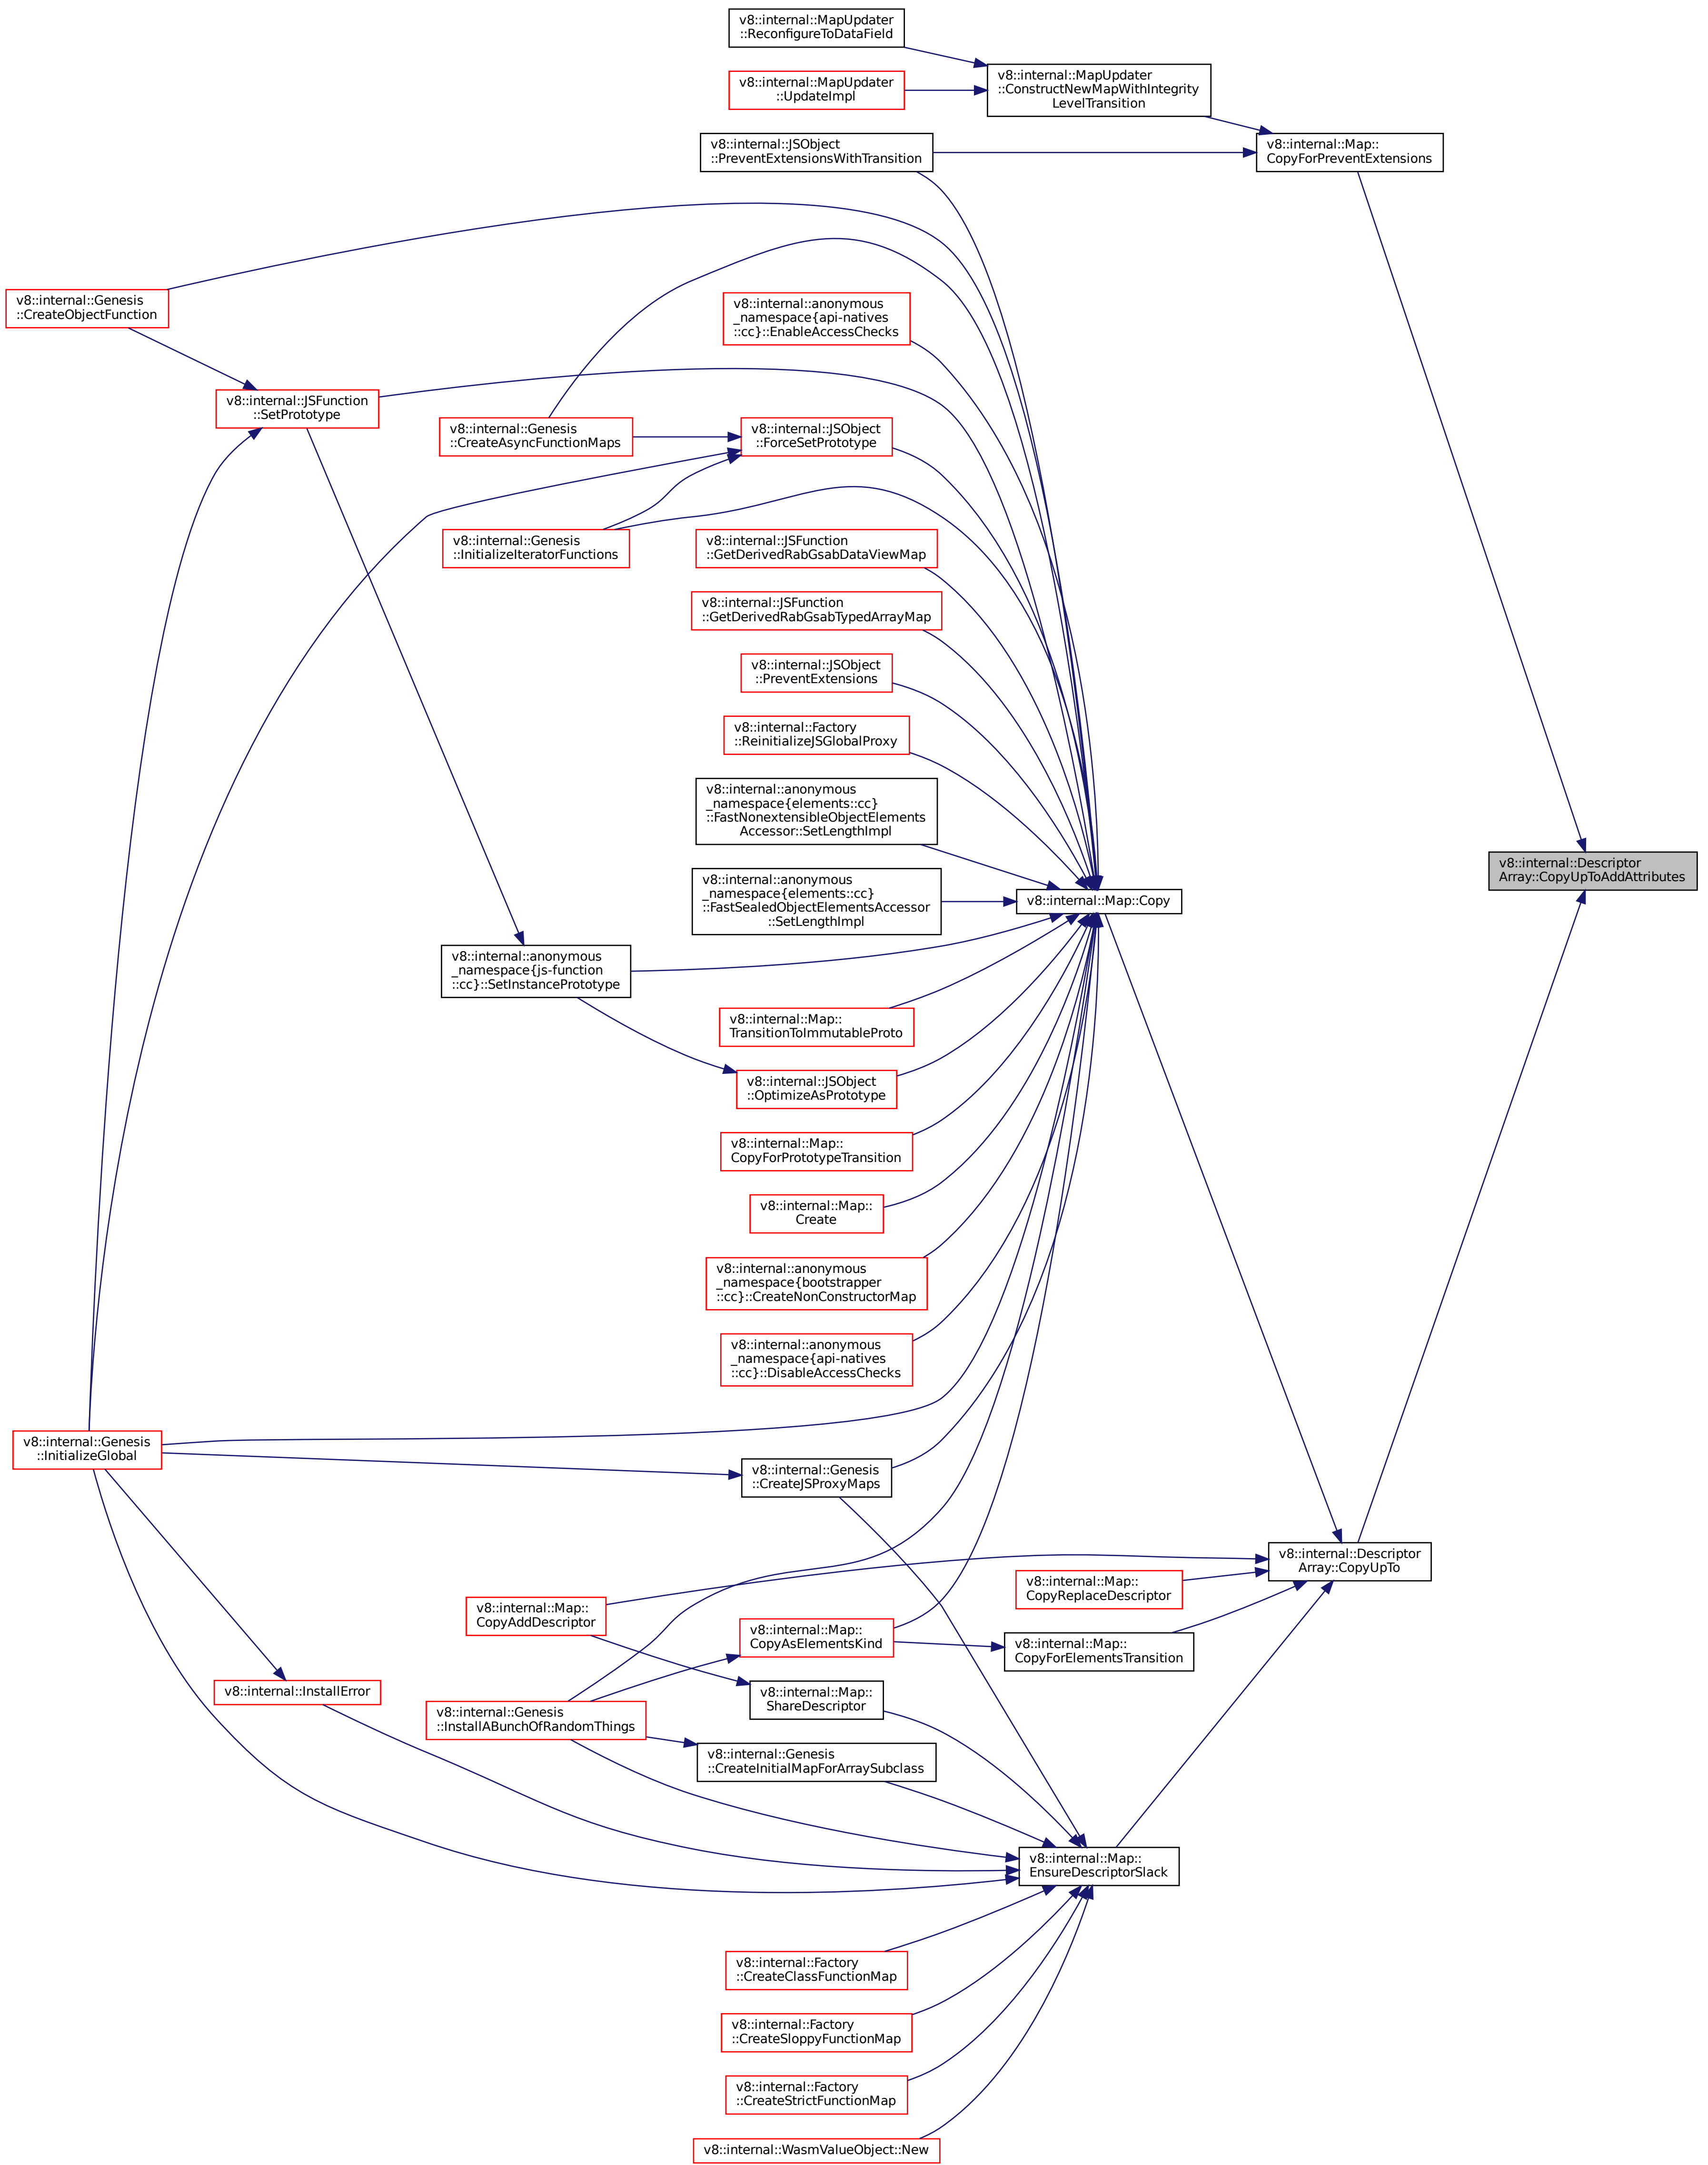 v8::internal::MapUpdater
::ReconfigureToDataField
v8::internal::MapUpdater
::ConstructNewMapWithIntegrity
LevelTransition
v8::internal::MapUpdater
::UpdateImpl
v8::internal::JSObject
::PreventExtensionsWithTransition
v8::internal::Map::
CopyForPreventExtensions
v8::internal::Genesis
::CreateObjectFunction
v8::internal::anonymous
_namespace{api-natives
::cc}::EnableAccessChecks
v8::internal::JSFunction
::SetPrototype
v8::internal::Genesis
::CreateAsyncFunctionMaps
v8::internal::JSObject
::ForceSetPrototype
v8::internal::Genesis
::InitializeIteratorFunctions
v8::internal::JSFunction
::GetDerivedRabGsabDataViewMap
v8::internal::JSFunction
::GetDerivedRabGsabTypedArrayMap
v8::internal::JSObject
::PreventExtensions
v8::internal::Factory
::ReinitializeJSGlobalProxy
v8::internal::anonymous
_namespace{elements::cc}
::FastNonextensibleObjectElements
Accessor::SetLengthImpl
v8::internal::Descriptor
Array::CopyUpToAddAttributes
v8::internal::anonymous
_namespace{elements::cc}
::FastSealedObjectElementsAccessor
::SetLengthImpl
v8::internal::Map::Copy
v8::internal::anonymous
_namespace{js-function
::cc}::SetInstancePrototype
v8::internal::Map::
TransitionToImmutableProto
v8::internal::JSObject
::OptimizeAsPrototype
v8::internal::Map::
CopyForPrototypeTransition
v8::internal::Map::
Create
v8::internal::anonymous
_namespace{bootstrapper
::cc}::CreateNonConstructorMap
v8::internal::anonymous
_namespace{api-natives
::cc}::DisableAccessChecks
v8::internal::Genesis
::InitializeGlobal
v8::internal::Genesis
::CreateJSProxyMaps
v8::internal::Descriptor
Array::CopyUpTo
v8::internal::Map::
CopyReplaceDescriptor
v8::internal::Map::
CopyAddDescriptor
v8::internal::Map::
CopyAsElementsKind
v8::internal::Map::
CopyForElementsTransition
v8::internal::InstallError
v8::internal::Map::
ShareDescriptor
v8::internal::Genesis
::InstallABunchOfRandomThings
v8::internal::Genesis
::CreateInitialMapForArraySubclass
v8::internal::Map::
EnsureDescriptorSlack
v8::internal::Factory
::CreateClassFunctionMap
v8::internal::Factory
::CreateSloppyFunctionMap
v8::internal::Factory
::CreateStrictFunctionMap
v8::internal::WasmValueObject::New